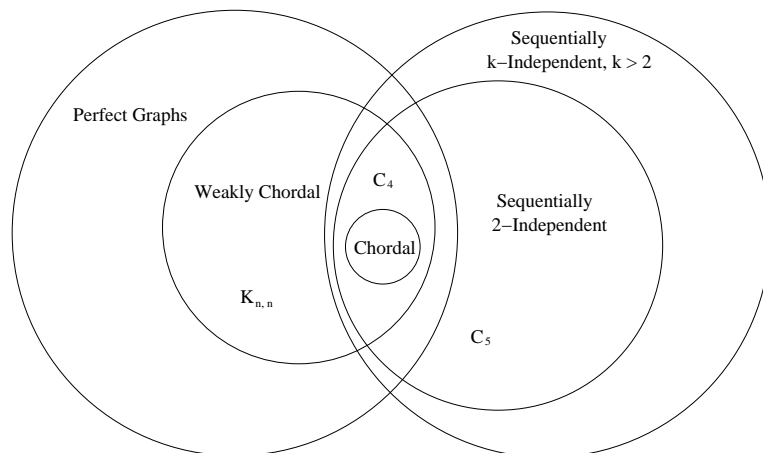 Sequentially
k−Independent, k > 2
Perfect Graphs
Weakly Chordal
C₄
Sequentially
2−Independent
Chordal
Kₙ,ₙ
C₅